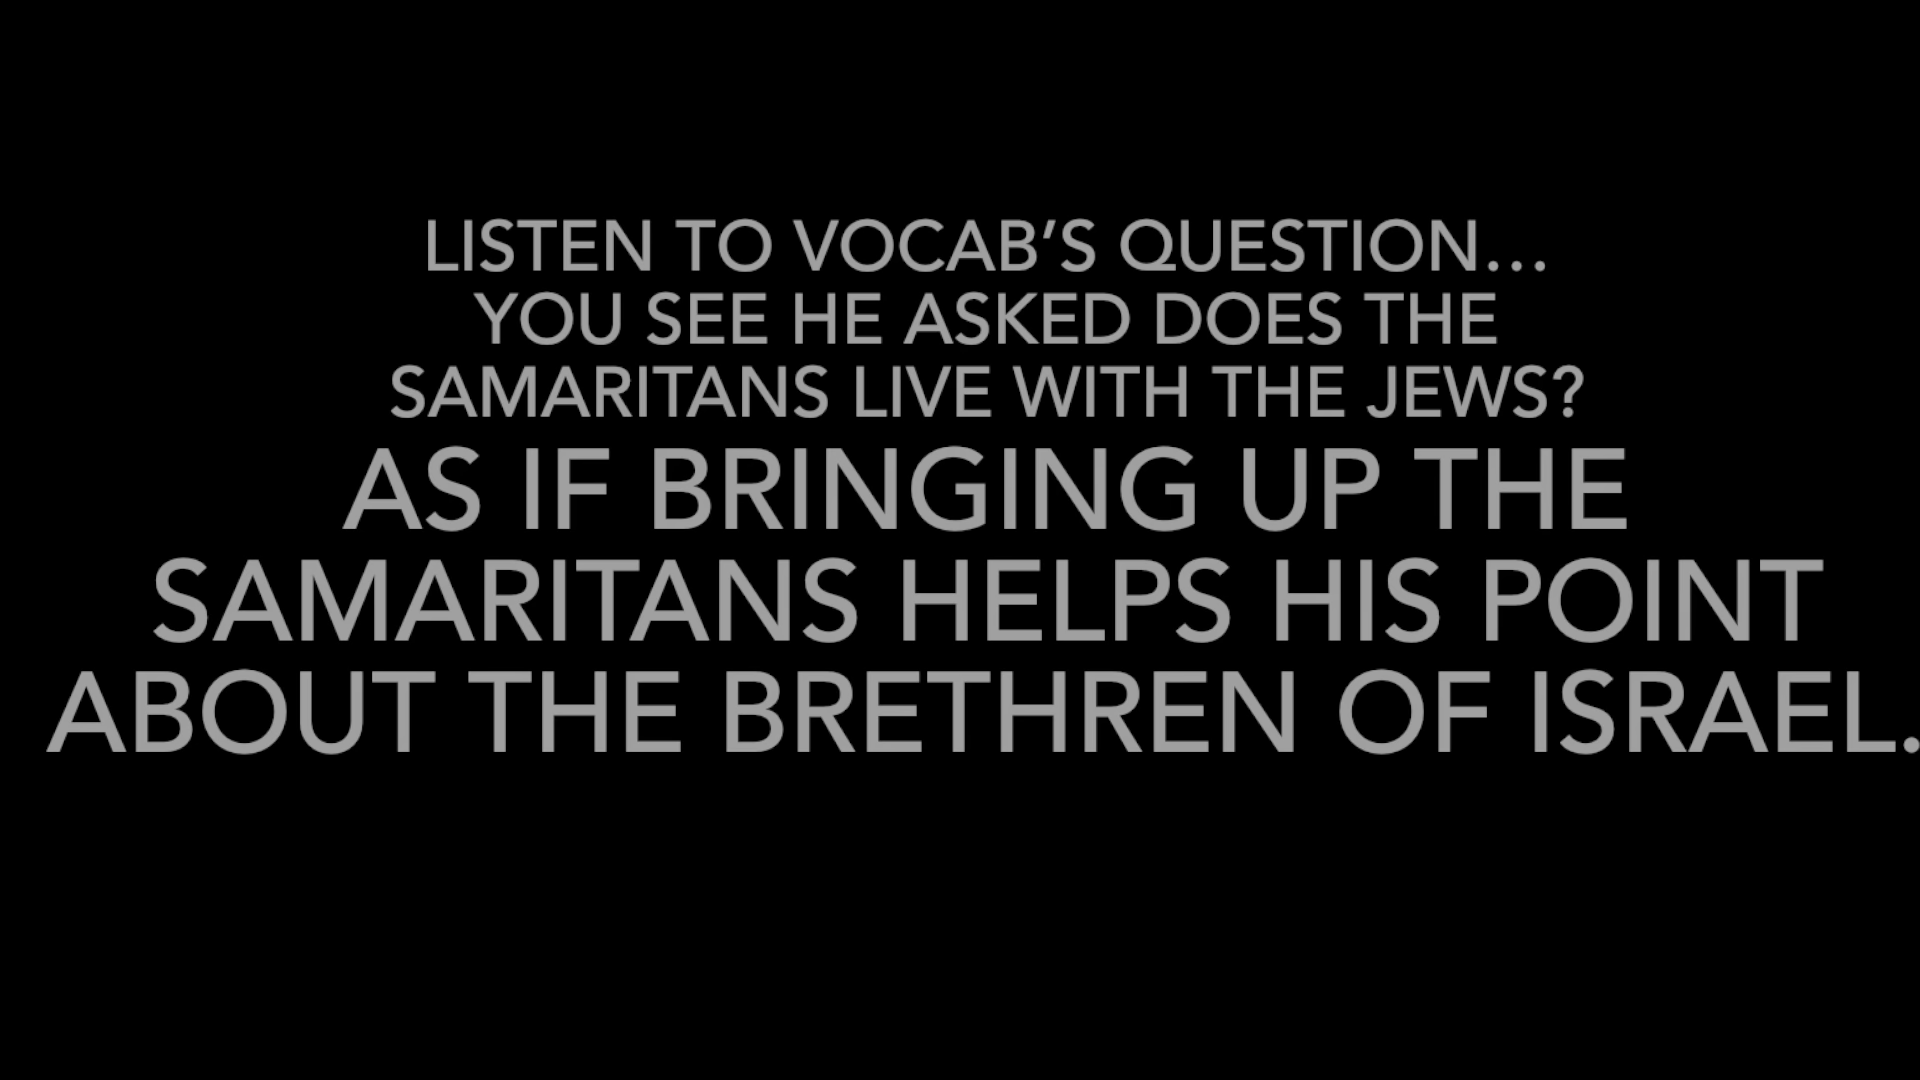 LISTEN TO VOCAB’S QUESTION...
YOU SEE HE ASKED DOES THE
SAMARITANS LIVE WITH THE JEWS?
AS IF BRINGING UP THE
SAMARITANS HELPS HIS POINT
ABOUT THE BRETHREN OF ISRAEL.